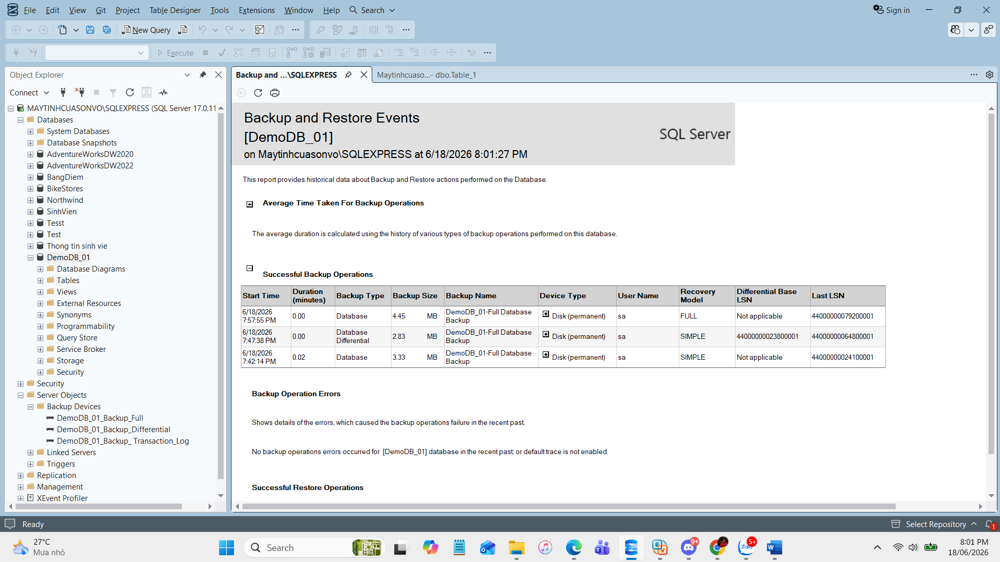 File Edit View Git Project Table Designer Tools Extensions Window Help Search Sign in
New Query
Execute
Object Explorer
Connect
MAYTINHCUASONVO\SQLEXPRESS (SQL Server 17.0.11
Databases
System Databases
Database Snapshots
AdventureWorksDW2020
AdventureWorksDW2022
BangDiem
BikeStores
Northwind
SinhVien
Tesst
Test
Thong tin sinh vie
DemoDB_01
Database Diagrams
Tables
Views
External Resources
Synonyms
Programmability
Query Store
Service Broker
Storage
Security
Security
Server Objects
Backup Devices
DemoDB_01_Backup_Full
DemoDB_01_Backup_Differential
DemoDB_01_Backup_ Transaction_Log
Linked Servers
Triggers
Replication
Management
XEvent Profiler
Backup and ...\SQLEXPRESS Maytinhcuaso...- dbo.Table_1
Backup and Restore Events
[DemoDB_01]
on Maytinhcuasonvo\SQLEXPRESS at 6/18/2026 8:01:27 PM
SQL Server
This report provides historical data about Backup and Restore actions performed on the Database.
Average Time Taken For Backup Operations
The average duration is calculated using the history of various types of backup operations performed on this database.
Successful Backup Operations
Start Time Duration (minutes) Backup Type Backup Size Backup Name Device Type User Name Recovery Model Differential Base LSN Last LSN
6/18/2026 7:57:55 PM 0.00 Database 4.45 MB DemoDB_01-Full Database Backup Disk (permanent) sa FULL Not applicable 44000000079200001
6/18/2026 7:47:38 PM 0.00 Database Differential 2.83 MB DemoDB_01-Full Database Backup Disk (permanent) sa SIMPLE 44000000023800001 44000000064800001
6/18/2026 7:42:14 PM 0.02 Database 3.33 MB DemoDB_01-Full Database Backup Disk (permanent) sa SIMPLE Not applicable 44000000024100001
Backup Operation Errors
Shows details of the errors, which caused the backup operations failure in the recent past.
No backup operations errors occurred for [DemoDB_01] database in the recent past; or default trace is not enabled.
Successful Restore Operations
Ready
Select Repository
1
27°C
Mưa nhỏ
Search
9+
Zalo
5+
8:01 PM
18/06/2026